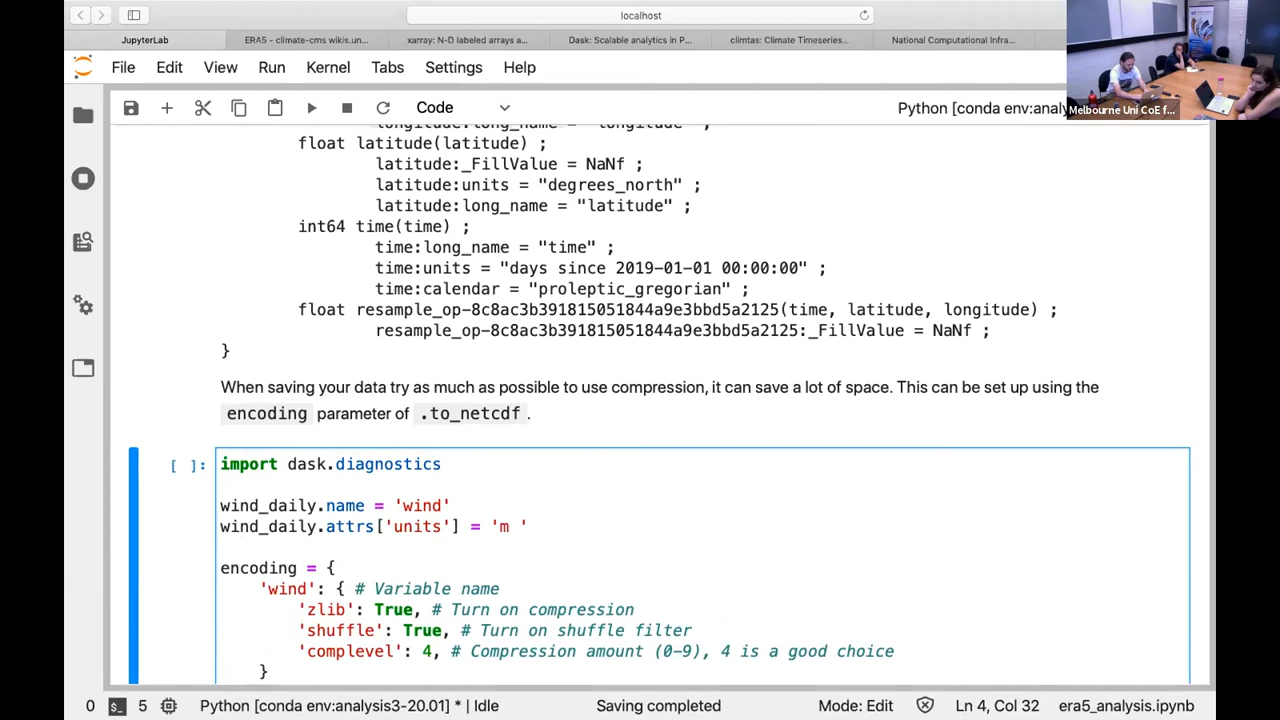 localhost
JupyterLab
ERA5 - climate-cms wikis.un...
xarray: N-D labeled arrays a...
Dask: Scalable analytics in P...
climtas: Climate Timeseries...
National Computational Infra...
File Edit View Run Kernel Tabs Settings Help
Melbourne Uni CoE f...
Code
Python [conda env:analy
longitude:long_name = "longitude" ;
float latitude(latitude) ;
latitude:_FillValue = NaNf ;
latitude:units = "degrees_north" ;
latitude:long_name = "latitude" ;
int64 time(time) ;
time:long_name = "time" ;
time:units = "days since 2019-01-01 00:00:00" ;
time:calendar = "proleptic_gregorian" ;
float resample_op-8c8ac3b391815051844a9e3bbd5a2125(time, latitude, longitude) ;
resample_op-8c8ac3b391815051844a9e3bbd5a2125:_FillValue = NaNf ;
}
When saving your data try as much as possible to use compression, it can save a lot of space. This can be set up using the
encoding parameter of .to_netcdf.
[ ]: import dask.diagnostics
wind_daily.name = 'wind'
wind_daily.attrs['units'] = 'm '
encoding = {
'wind': { # Variable name
'zlib': True, # Turn on compression
'shuffle': True, # Turn on shuffle filter
'complevel': 4, # Compression amount (0-9), 4 is a good choice
}
0 5 Python [conda env:analysis3-20.01] * | Idle Saving completed Mode: Edit Ln 4, Col 32 era5_analysis.ipynb